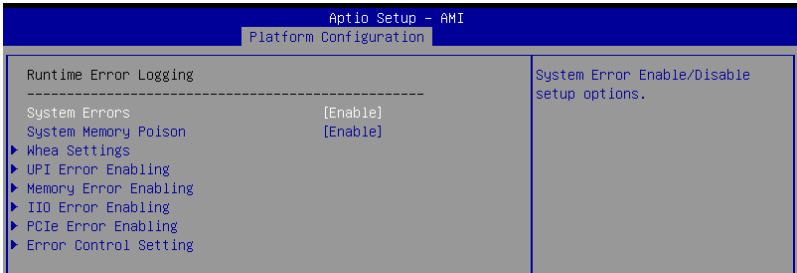 Aptio Setup – AMI
Platform Configuration
Runtime Error Logging
--------------------------------------------------
System Errors [Enable]
System Memory Poison [Enable]
Whea Settings
UPI Error Enabling
Memory Error Enabling
IIO Error Enabling
PCIe Error Enabling
Error Control Setting
System Error Enable/Disable
setup options.